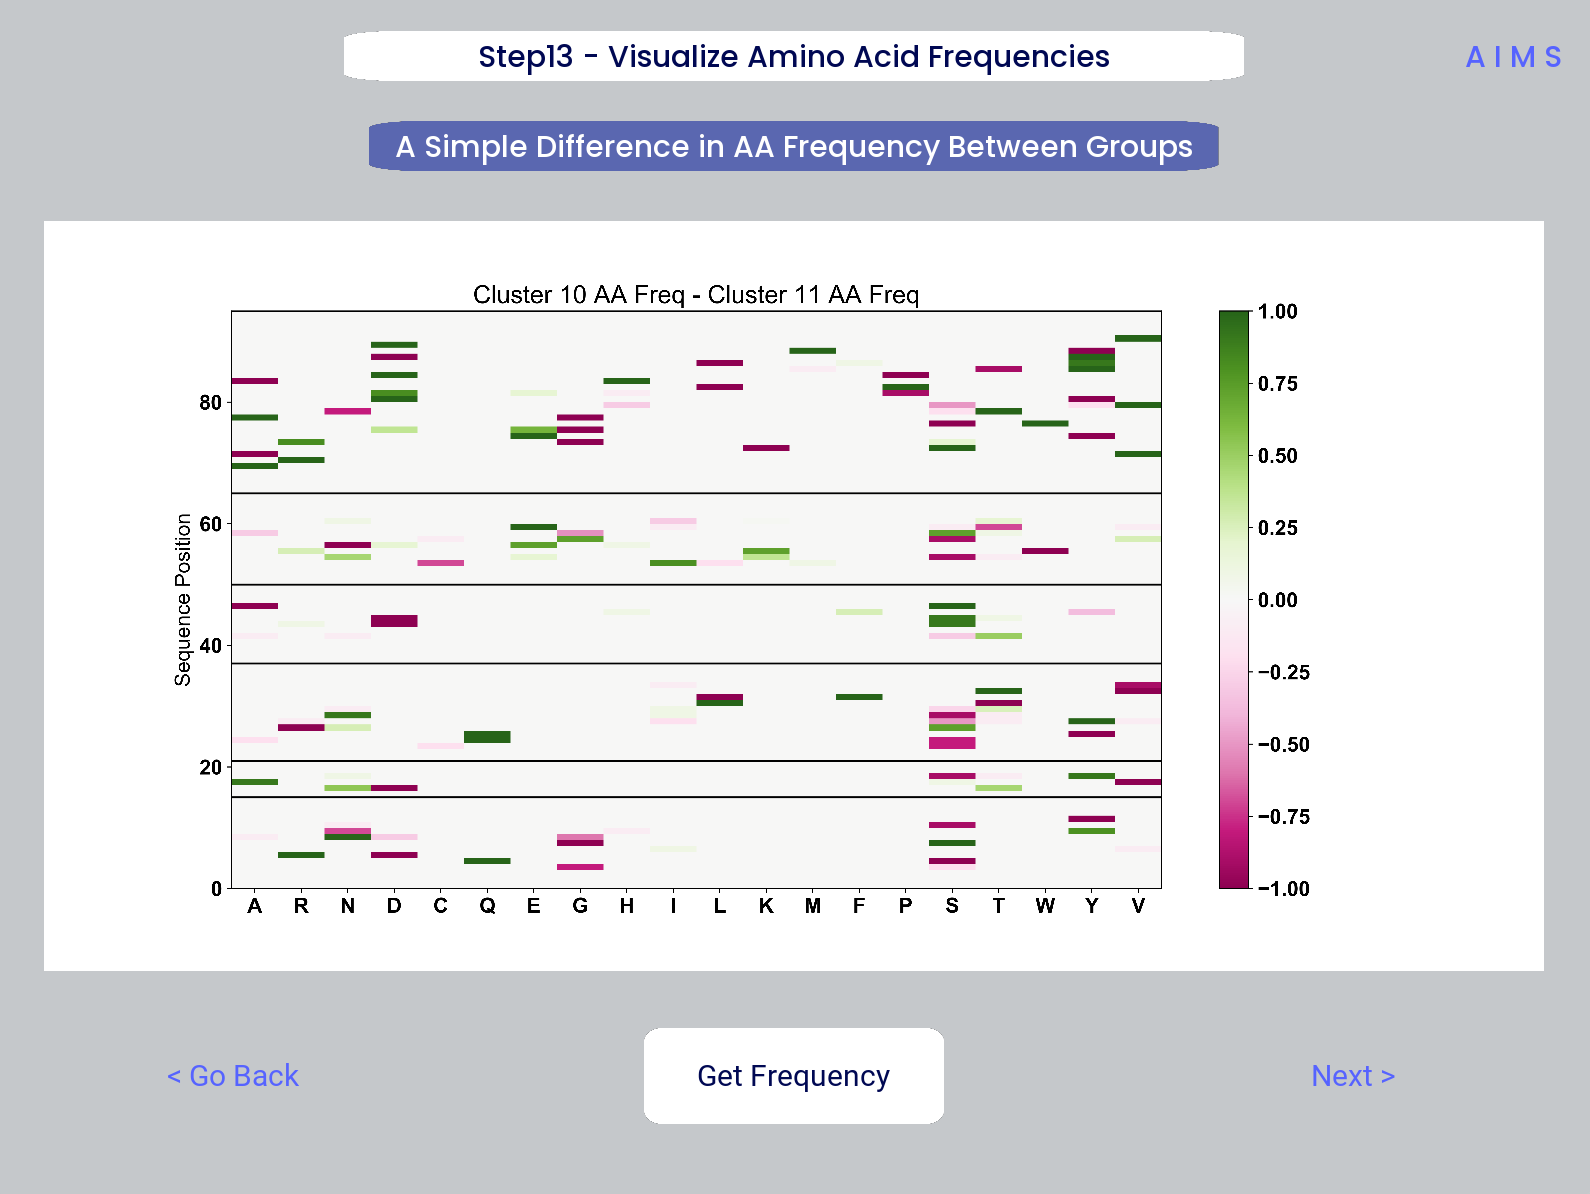 Step13 - Visualize Amino Acid Frequencies
A I M S
A Simple Difference in AA Frequency Between Groups
Cluster 10 AA Freq - Cluster 11 AA Freq
Sequence Position
80
60
40
20
0
A R N D C Q E G H I L K M F P S T W Y V
1.00
0.75
0.50
0.25
0.00
−0.25
−0.50
−0.75
−1.00
< Go Back
Get Frequency
Next >